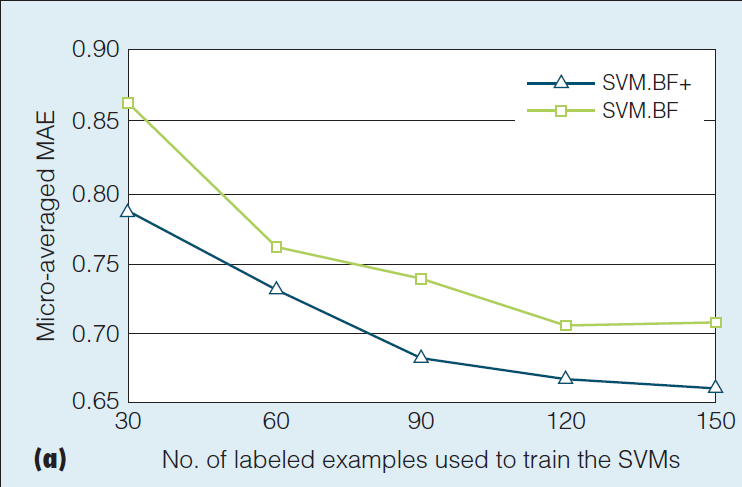 0.90
0.85
0.80
0.75
0.70
0.65
Micro-averaged MAE
SVM.BF+
SVM.BF
30 60 90 120 150
(a) No. of labeled examples used to train the SVMs